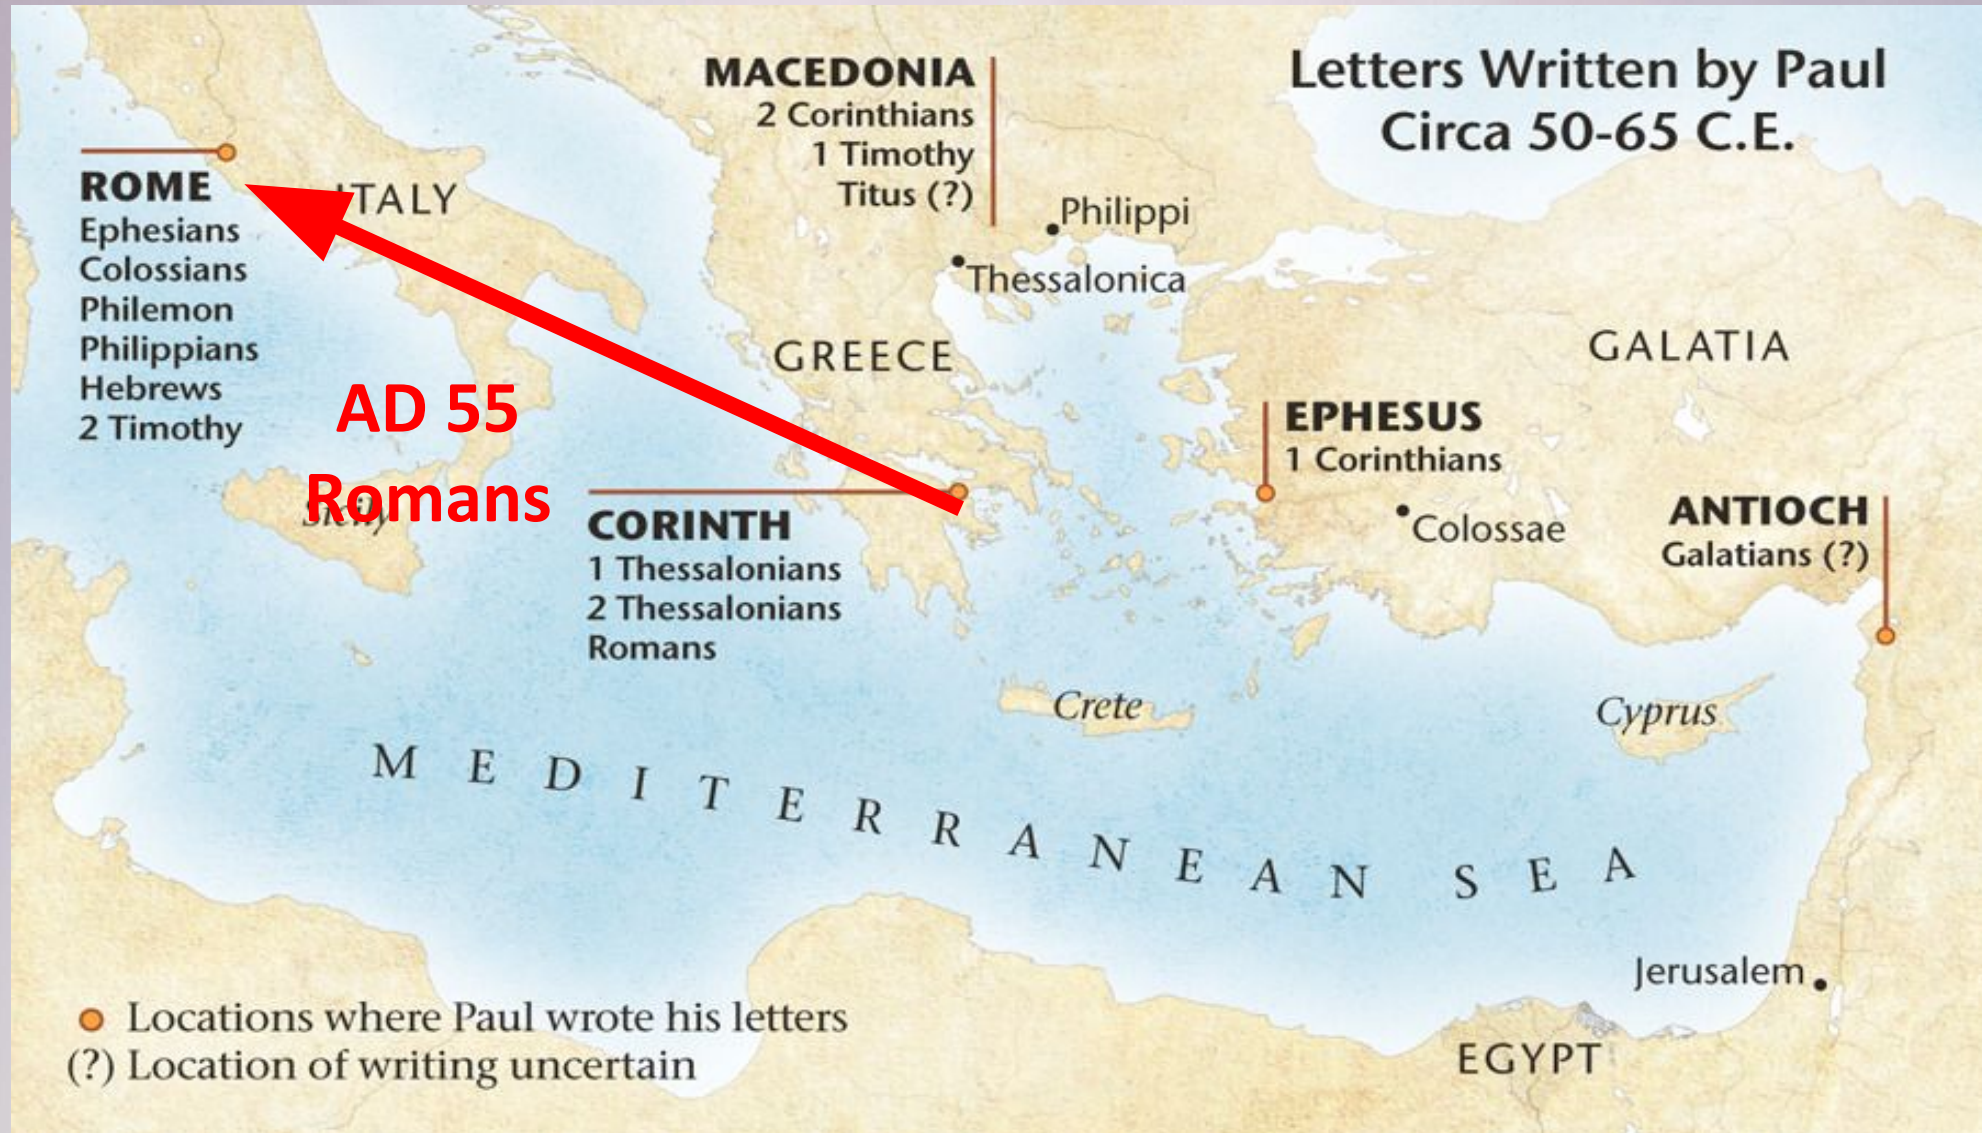 Letters Written by Paul
Circa 50-65 C.E.
MACEDONIA
2 Corinthians
1 Timothy
Titus (?)
Philippi
Thessalonica
ROME
Ephesians
Colossians
Philemon
Philippians
Hebrews
2 Timothy
ITALY
GREECE
GALATIA
AD 55
Romans
Sicily
EPHESUS
1 Corinthians
Colossae
ANTIOCH
Galatians (?)
CORINTH
1 Thessalonians
2 Thessalonians
Romans
Crete
Cyprus
MEDITERRANEAN SEA
Jerusalem
EGYPT
Locations where Paul wrote his letters
(?) Location of writing uncertain